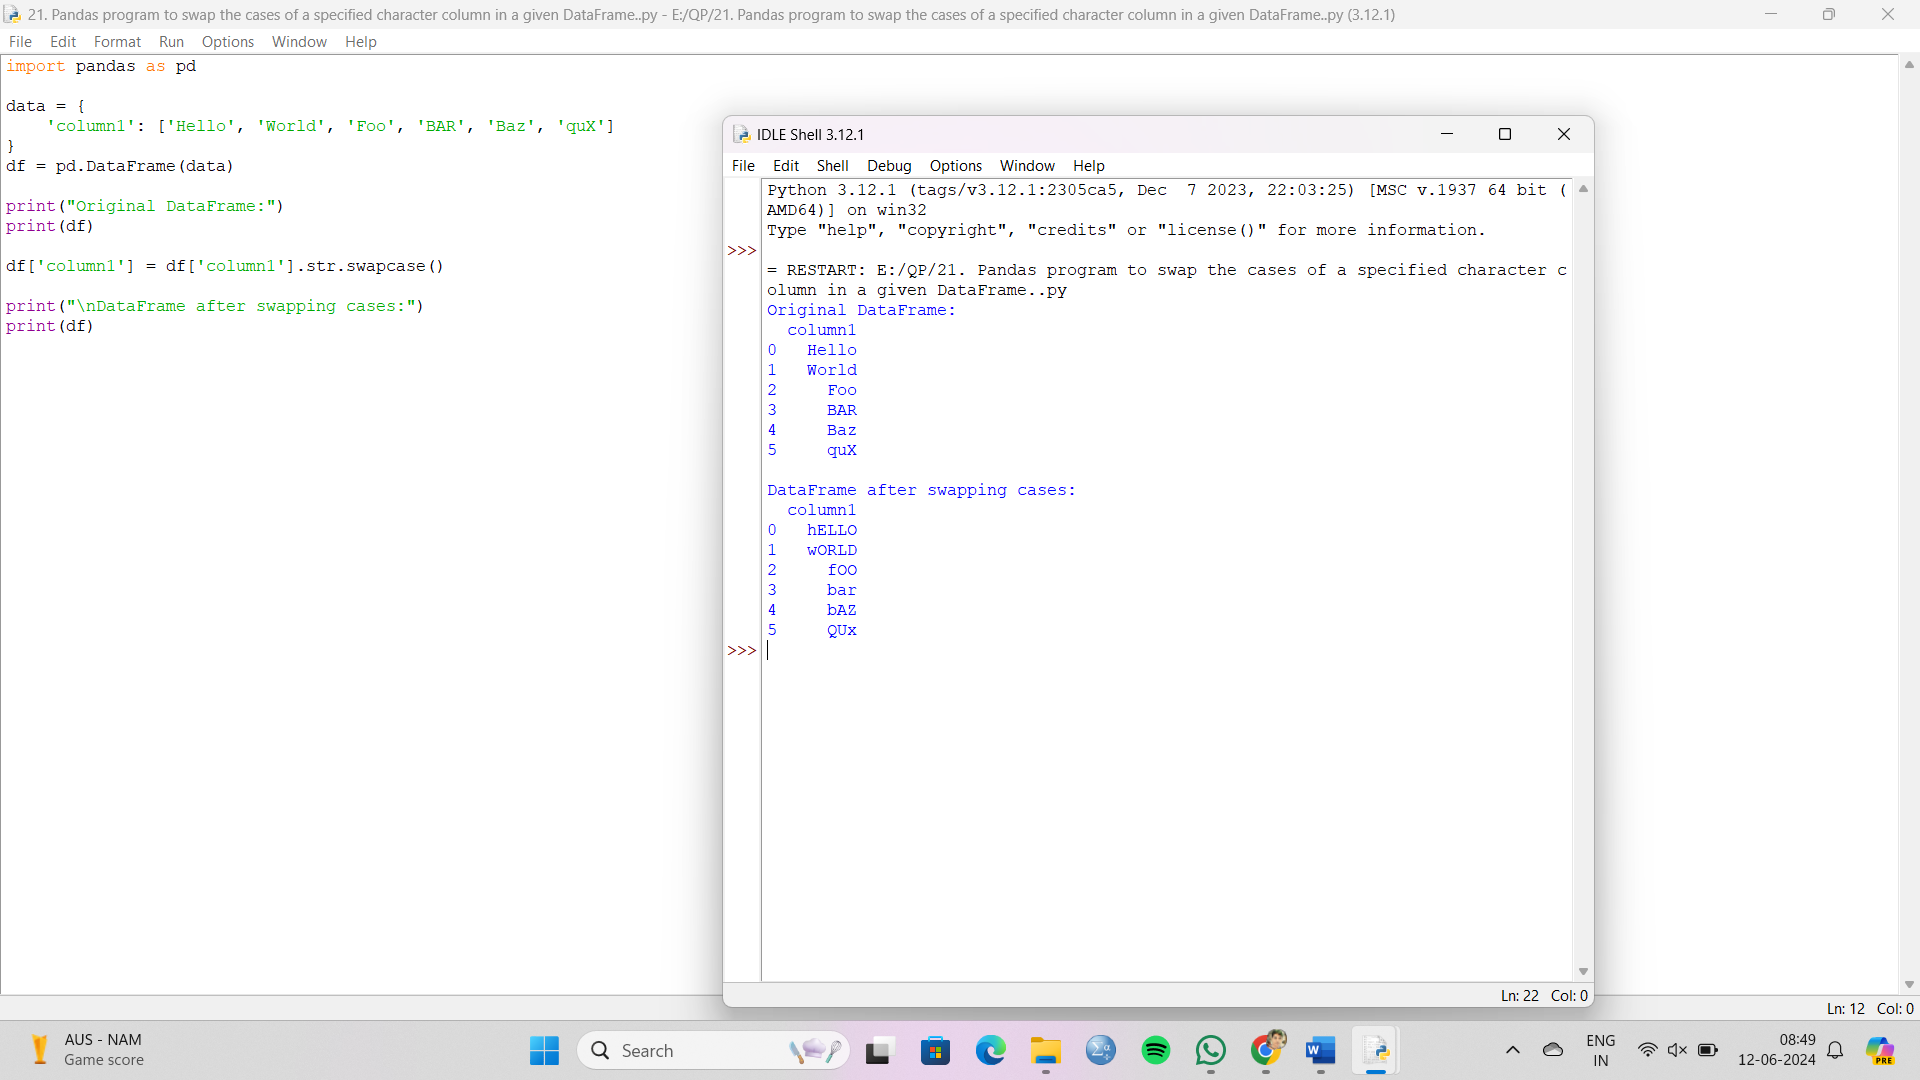 21. Pandas program to swap the cases of a specified character column in a given DataFrame..py - E:/QP/21. Pandas program to swap the cases of a specified character column in a given DataFrame..py (3.12.1)
File Edit Format Run Options Window Help
import pandas as pd
data = {
    'column1': ['Hello', 'World', 'Foo', 'BAR', 'Baz', 'quX']
}
df = pd.DataFrame(data)
print("Original DataFrame:")
print(df)
df['column1'] = df['column1'].str.swapcase()
print("\nDataFrame after swapping cases:")
print(df)
IDLE Shell 3.12.1
File Edit Shell Debug Options Window Help
Python 3.12.1 (tags/v3.12.1:2305ca5, Dec  7 2023, 22:03:25) [MSC v.1937 64 bit (
AMD64)] on win32
Type "help", "copyright", "credits" or "license()" for more information.
>>>
= RESTART: E:/QP/21. Pandas program to swap the cases of a specified character c
olumn in a given DataFrame..py
Original DataFrame:
  column1
0   Hello
1   World
2     Foo
3     BAR
4     Baz
5     quX
DataFrame after swapping cases:
  column1
0   hELLO
1   wORLD
2     fOO
3     bar
4     bAZ
5     QUx
>>>
Ln: 22 Col: 0
Ln: 12 Col: 0
AUS - NAM
Game score
Search
W
ENG
IN
08:49
12-06-2024
PRE